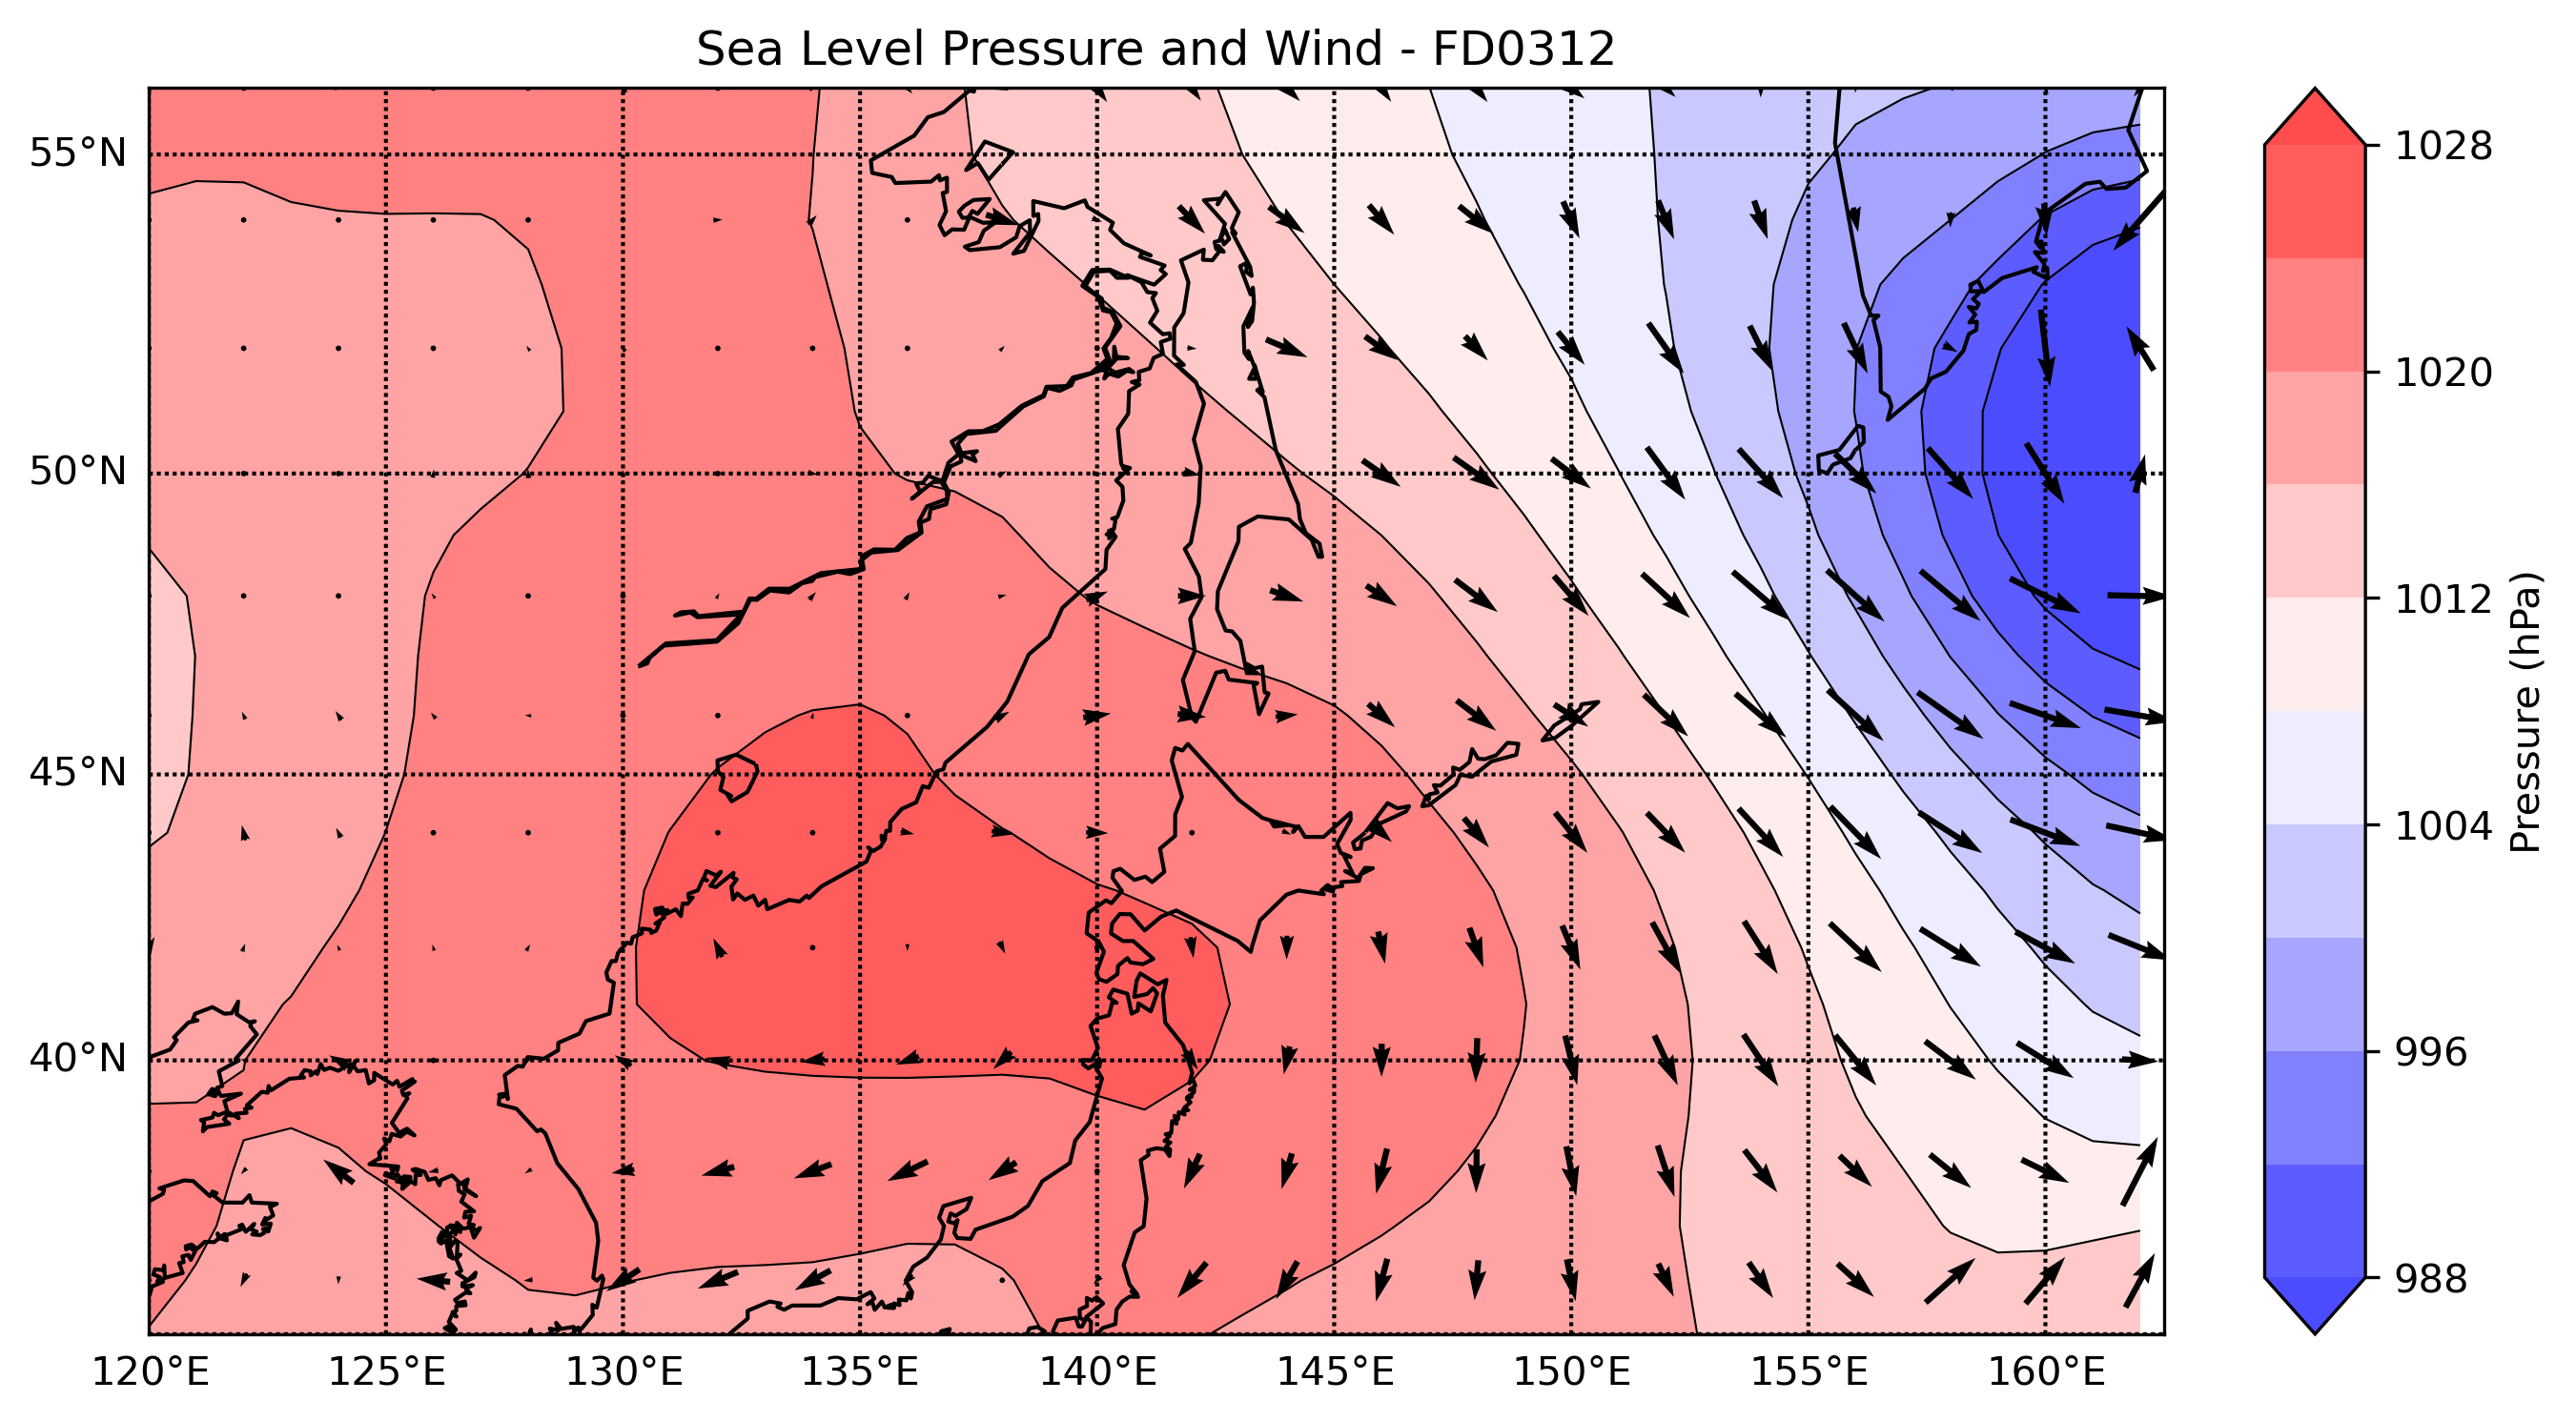 Sea Level Pressure and Wind - FD0312
55°N
50°N
45°N
40°N
120°E 125°E 130°E 135°E 140°E 145°E 150°E 155°E 160°E
1028
1020
1012
1004
996
988
Pressure (hPa)